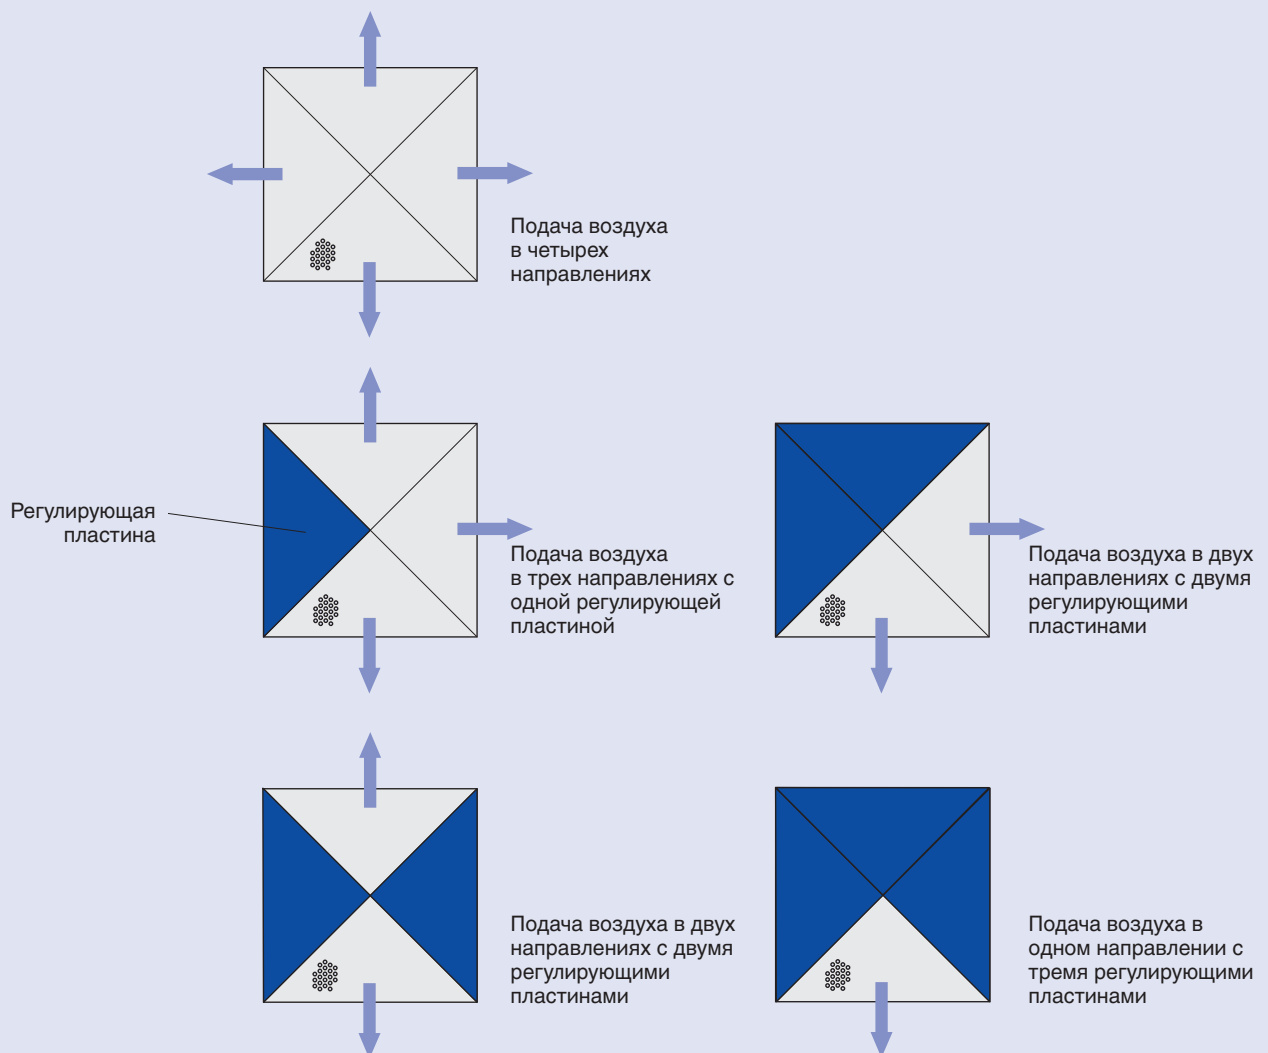 Подача воздуха
в четырех
направлениях
Регулирующая
пластина
Подача воздуха
в трех направлениях с
одной регулирующей
пластиной
Подача воздуха в двух
направлениях с двумя
регулирующими
пластинами
Подача воздуха в двух
направлениях с двумя
регулирующими
пластинами
Подача воздуха в
одном направлении с
тремя регулирующими
пластинами